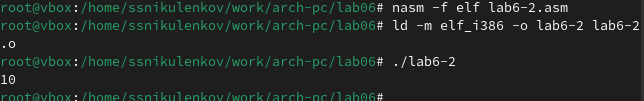 root@vbox:/home/ssnikulenkov/work/arch-pc/lab06# nasm -f elf lab6-2.asm
root@vbox:/home/ssnikulenkov/work/arch-pc/lab06# ld -m elf_i386 -o lab6-2 lab6-2
.o
root@vbox:/home/ssnikulenkov/work/arch-pc/lab06# ./lab6-2
10
root@vbox:/home/ssnikulenkov/work/arch-pc/lab06#